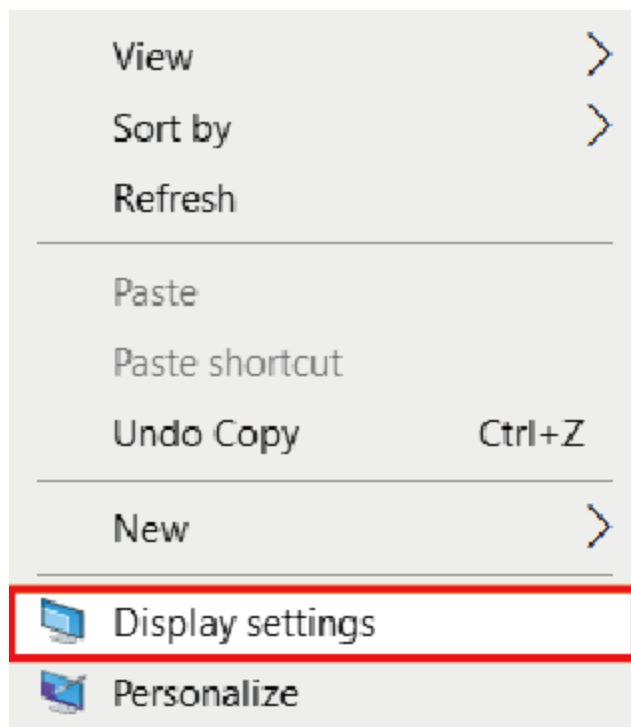 View
Sort by
Refresh
Paste
Paste shortcut
Undo Copy Ctrl+Z
New
Display settings
Personalize